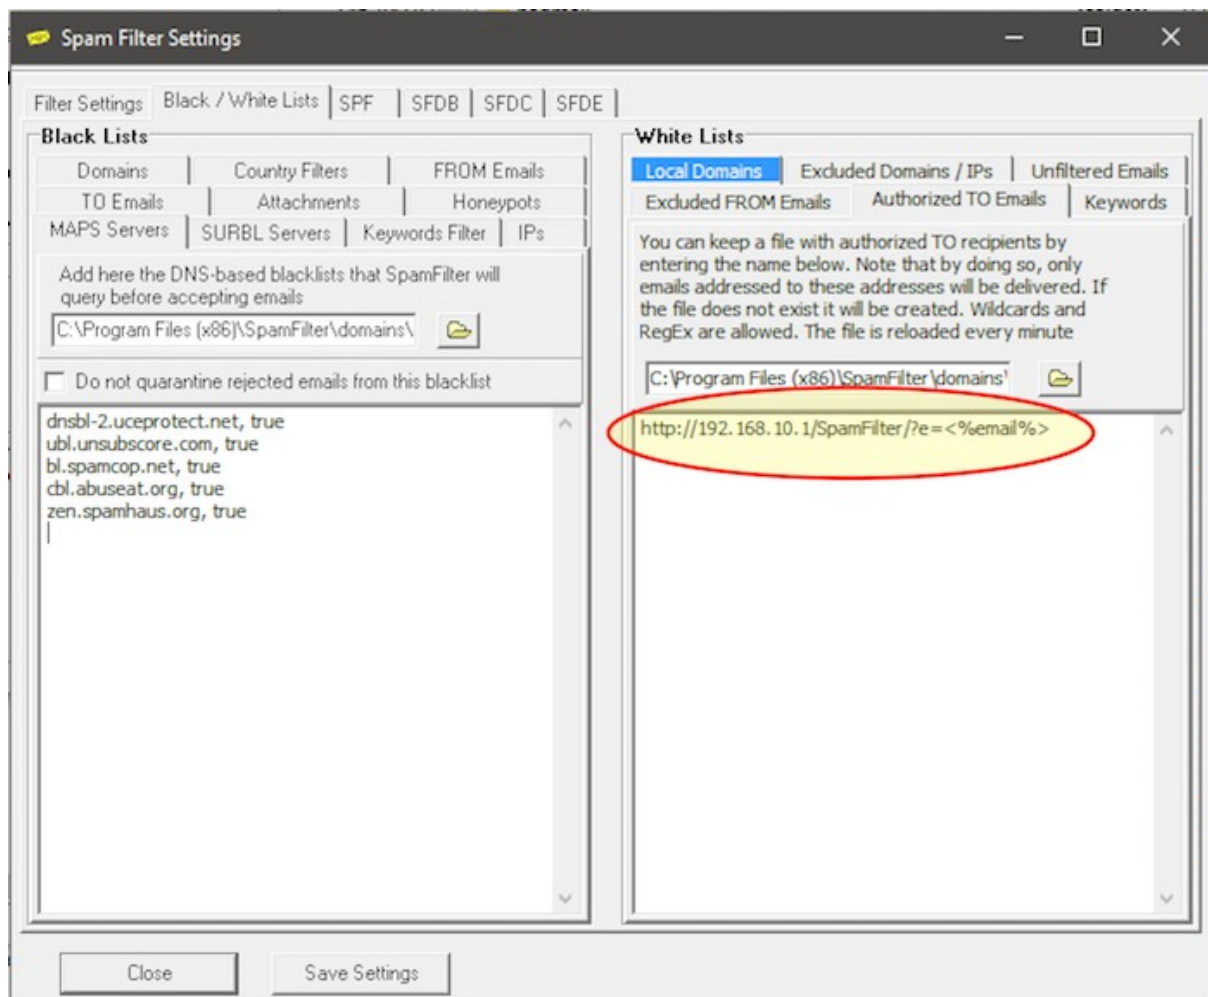 Spam Filter Settings
Filter Settings Black / White Lists SPF SFDB SFDC SFDE
Black Lists
Domains Country Filters FROM Emails
TO Emails Attachments Honeypots
MAPS Servers SURBL Servers Keywords Filter IPs
Add here the DNS-based blacklists that SpamFilter will
query before accepting emails
C:\Program Files (x86)\SpamFilter\domains\
Do not quarantine rejected emails from this blacklist
dnsbl-2.uceprotect.net, true
ubl.unsubscore.com, true
bl.spamcop.net, true
cbl.abuseat.org, true
zen.spamhaus.org, true
White Lists
Local Domains Excluded Domains / IPs Unfiltered Emails
Excluded FROM Emails Authorized TO Emails Keywords
You can keep a file with authorized TO recipients by
entering the name below. Note that by doing so, only
emails addressed to these addresses will be delivered. If
the file does not exist it will be created. Wildcards and
RegEx are allowed. The file is reloaded every minute
C:\Program Files (x86)\SpamFilter\domains\
http://192.168.10.1/SpamFilter/?e=<%email%>
Close Save Settings